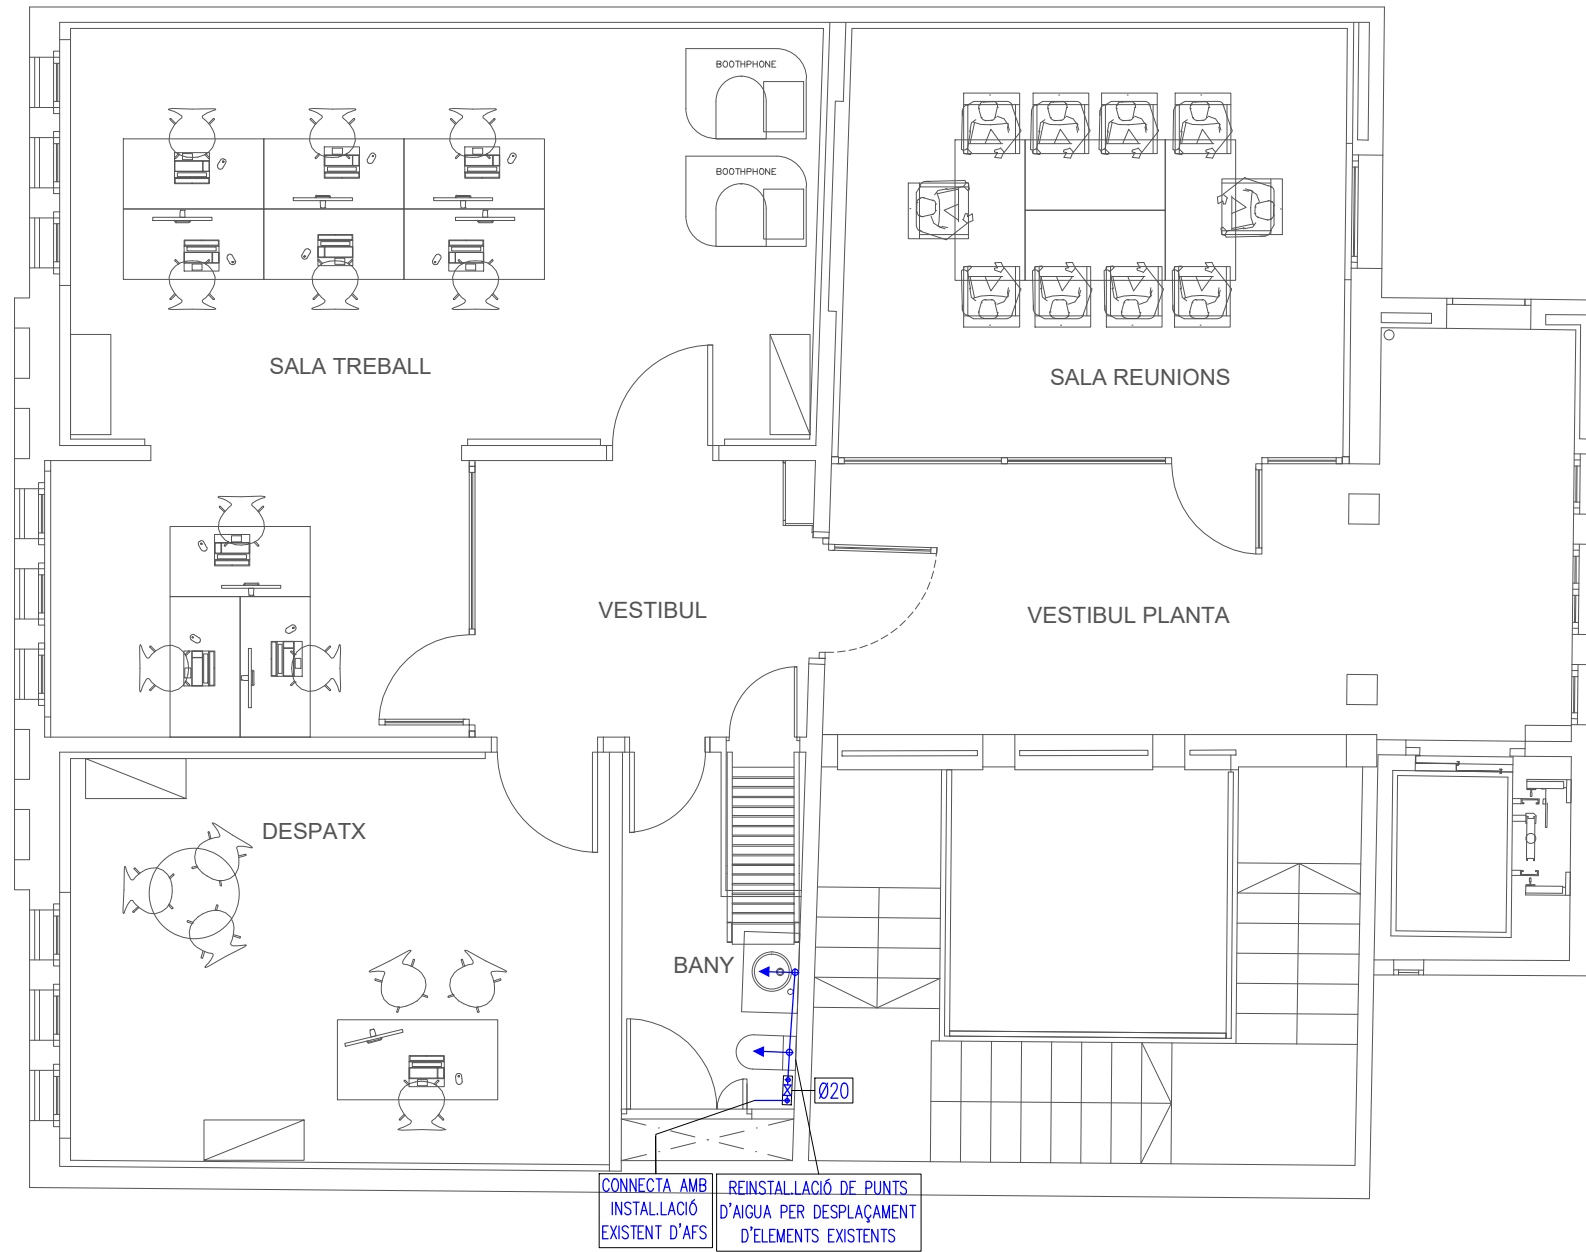 BOOTHPHONE
BOOTHPHONE
SALA TREBALL
SALA REUNIONS
VESTIBUL
VESTIBUL PLANTA
DESPATX
BANY
Ø20
CONNECTA AMB
INSTAL.LACIÓ
EXISTENT D'AFS
REINSTAL.LACIÓ DE PUNTS
D'AIGUA PER DESPLAÇAMENT
D'ELEMENTS EXISTENTS